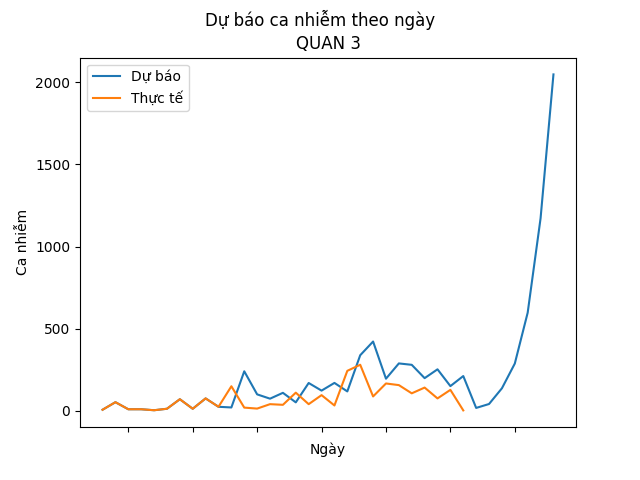 Dự báo ca nhiễm theo ngày
QUAN 3
Dự báo
Thực tế
2000
1500
1000
500
0
Ca nhiễm
Ngày